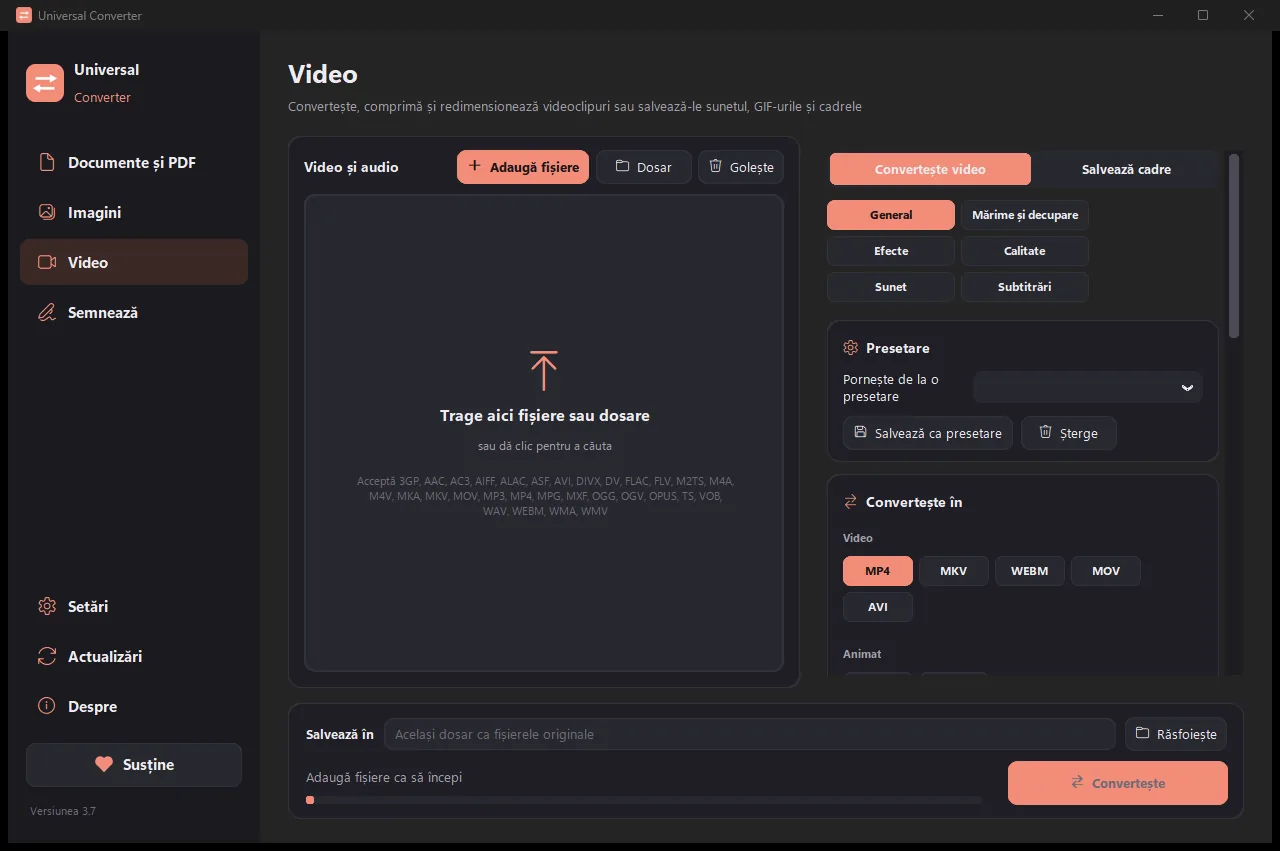 Universal Converter
Universal
Converter
Documente și PDF
Imagini
Video
Semnează
Setări
Actualizări
Despre
Susține
Versiunea 3.7
Video
Convertește, comprimă și redimensionează videoclipuri sau salvează-le sunetul, GIF-urile și cadrele
Video și audio
Adaugă fișiere
Dosar
Golește
Trage aici fișiere sau dosare
sau dă clic pentru a căuta
Acceptă 3GP, AAC, AC3, AIFF, ALAC, ASF, AVI, DIVX, DV, FLAC, FLV, M2TS, M4A,
M4V, MKA, MKV, MOV, MP3, MP4, MPG, MXF, OGG, OGV, OPUS, TS, VOB,
WAV, WEBM, WMA, WMV
Convertește video
Salvează cadre
General
Mărime și decupare
Efecte
Calitate
Sunet
Subtitrări
Presetare
Pornește de la o
presetare
Salvează ca presetare
Șterge
Convertește în
Video
MP4
MKV
WEBM
MOV
AVI
Animat
Salvează în
Același dosar ca fișierele originale
Răsfoiește
Adaugă fișiere ca să începi
Convertește